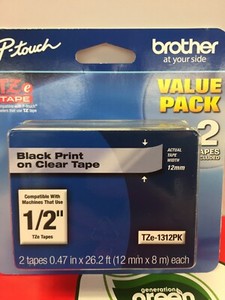 P-touch
brother
at your side
TZe
TAPE
VALUE
PACK
2
TAPES
ACTUAL
TAPE
WIDTH
12mm
Black Print
on Clear Tape
Compatible With
Machines That Use
1/2"
TZe Tapes
TZe-1312PK
2 tapes 0.47 in x 26.2 ft (12 mm x 8 m) each
generation
green